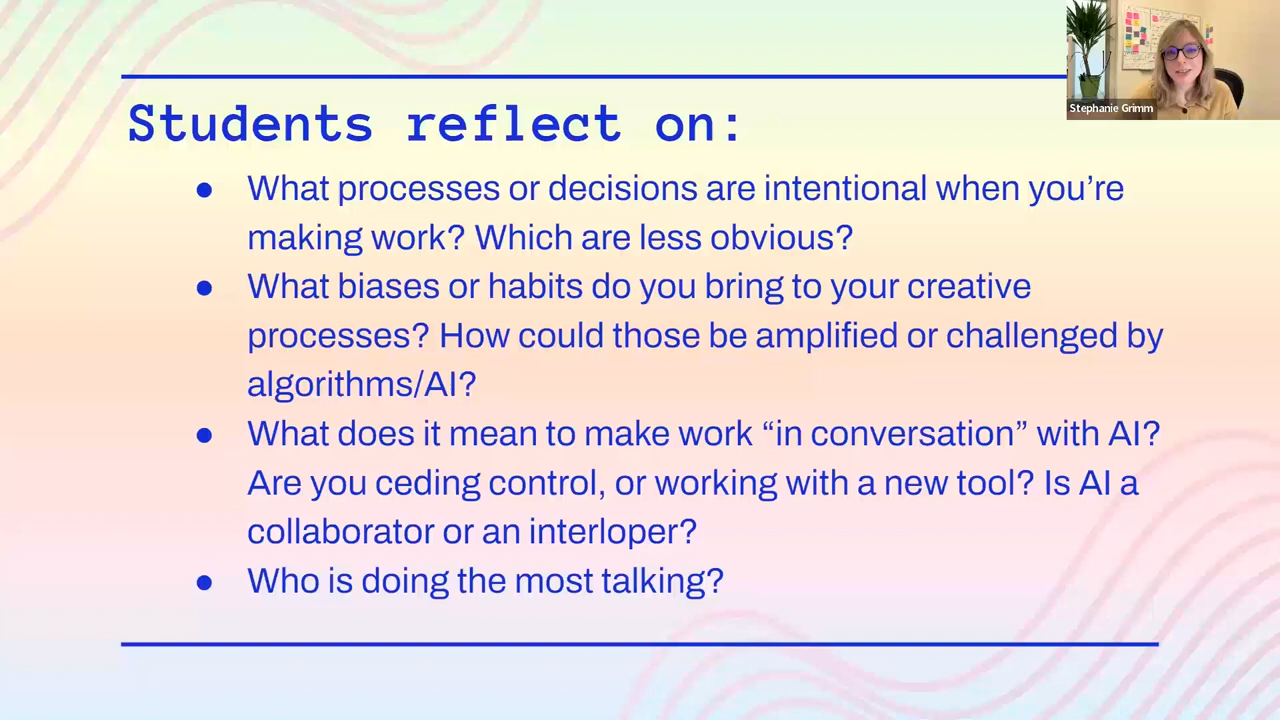 Students reflect on:
● What processes or decisions are intentional when you’re
making work? Which are less obvious?
● What biases or habits do you bring to your creative
processes? How could those be amplified or challenged by
algorithms/AI?
● What does it mean to make work “in conversation” with AI?
Are you ceding control, or working with a new tool? Is AI a
collaborator or an interloper?
● Who is doing the most talking?
Stephanie Grimm